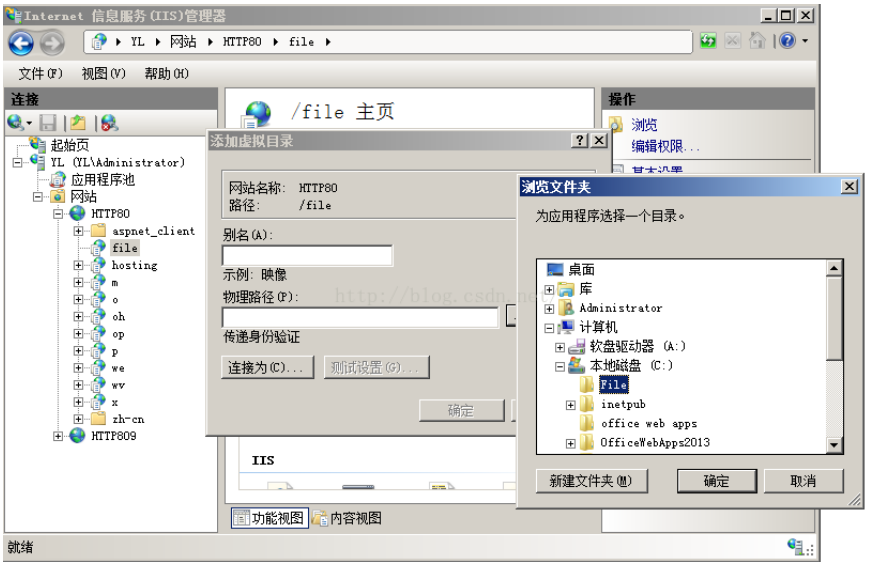 Internet 信息服务(IIS)管理器
YL 网站 HTTP80 file
文件(F) 视图(V) 帮助(H)
连接
起始页
YL (YL\Administrator)
应用程序池
网站
HTTP80
aspnet_client
file
hosting
m
o
oh
op
p
we
wv
x
zh-cn
HTTP809
/file 主页
IIS
功能视图
内容视图
操作
浏览
编辑权限...
基本设置
添加虚拟目录
网站名称: HTTP80
路径: /file
别名(A):
示例: 映像
物理路径(P):
传递身份验证
连接为(C)...
测试设置(G)...
确定
http://blog.csdn.net/
浏览文件夹
为应用程序选择一个目录。
桌面
库
Administrator
计算机
软盘驱动器 (A:)
本地磁盘 (C:)
File
inetpub
office web apps
OfficeWebApps2013
新建文件夹(M)
确定
取消
就绪